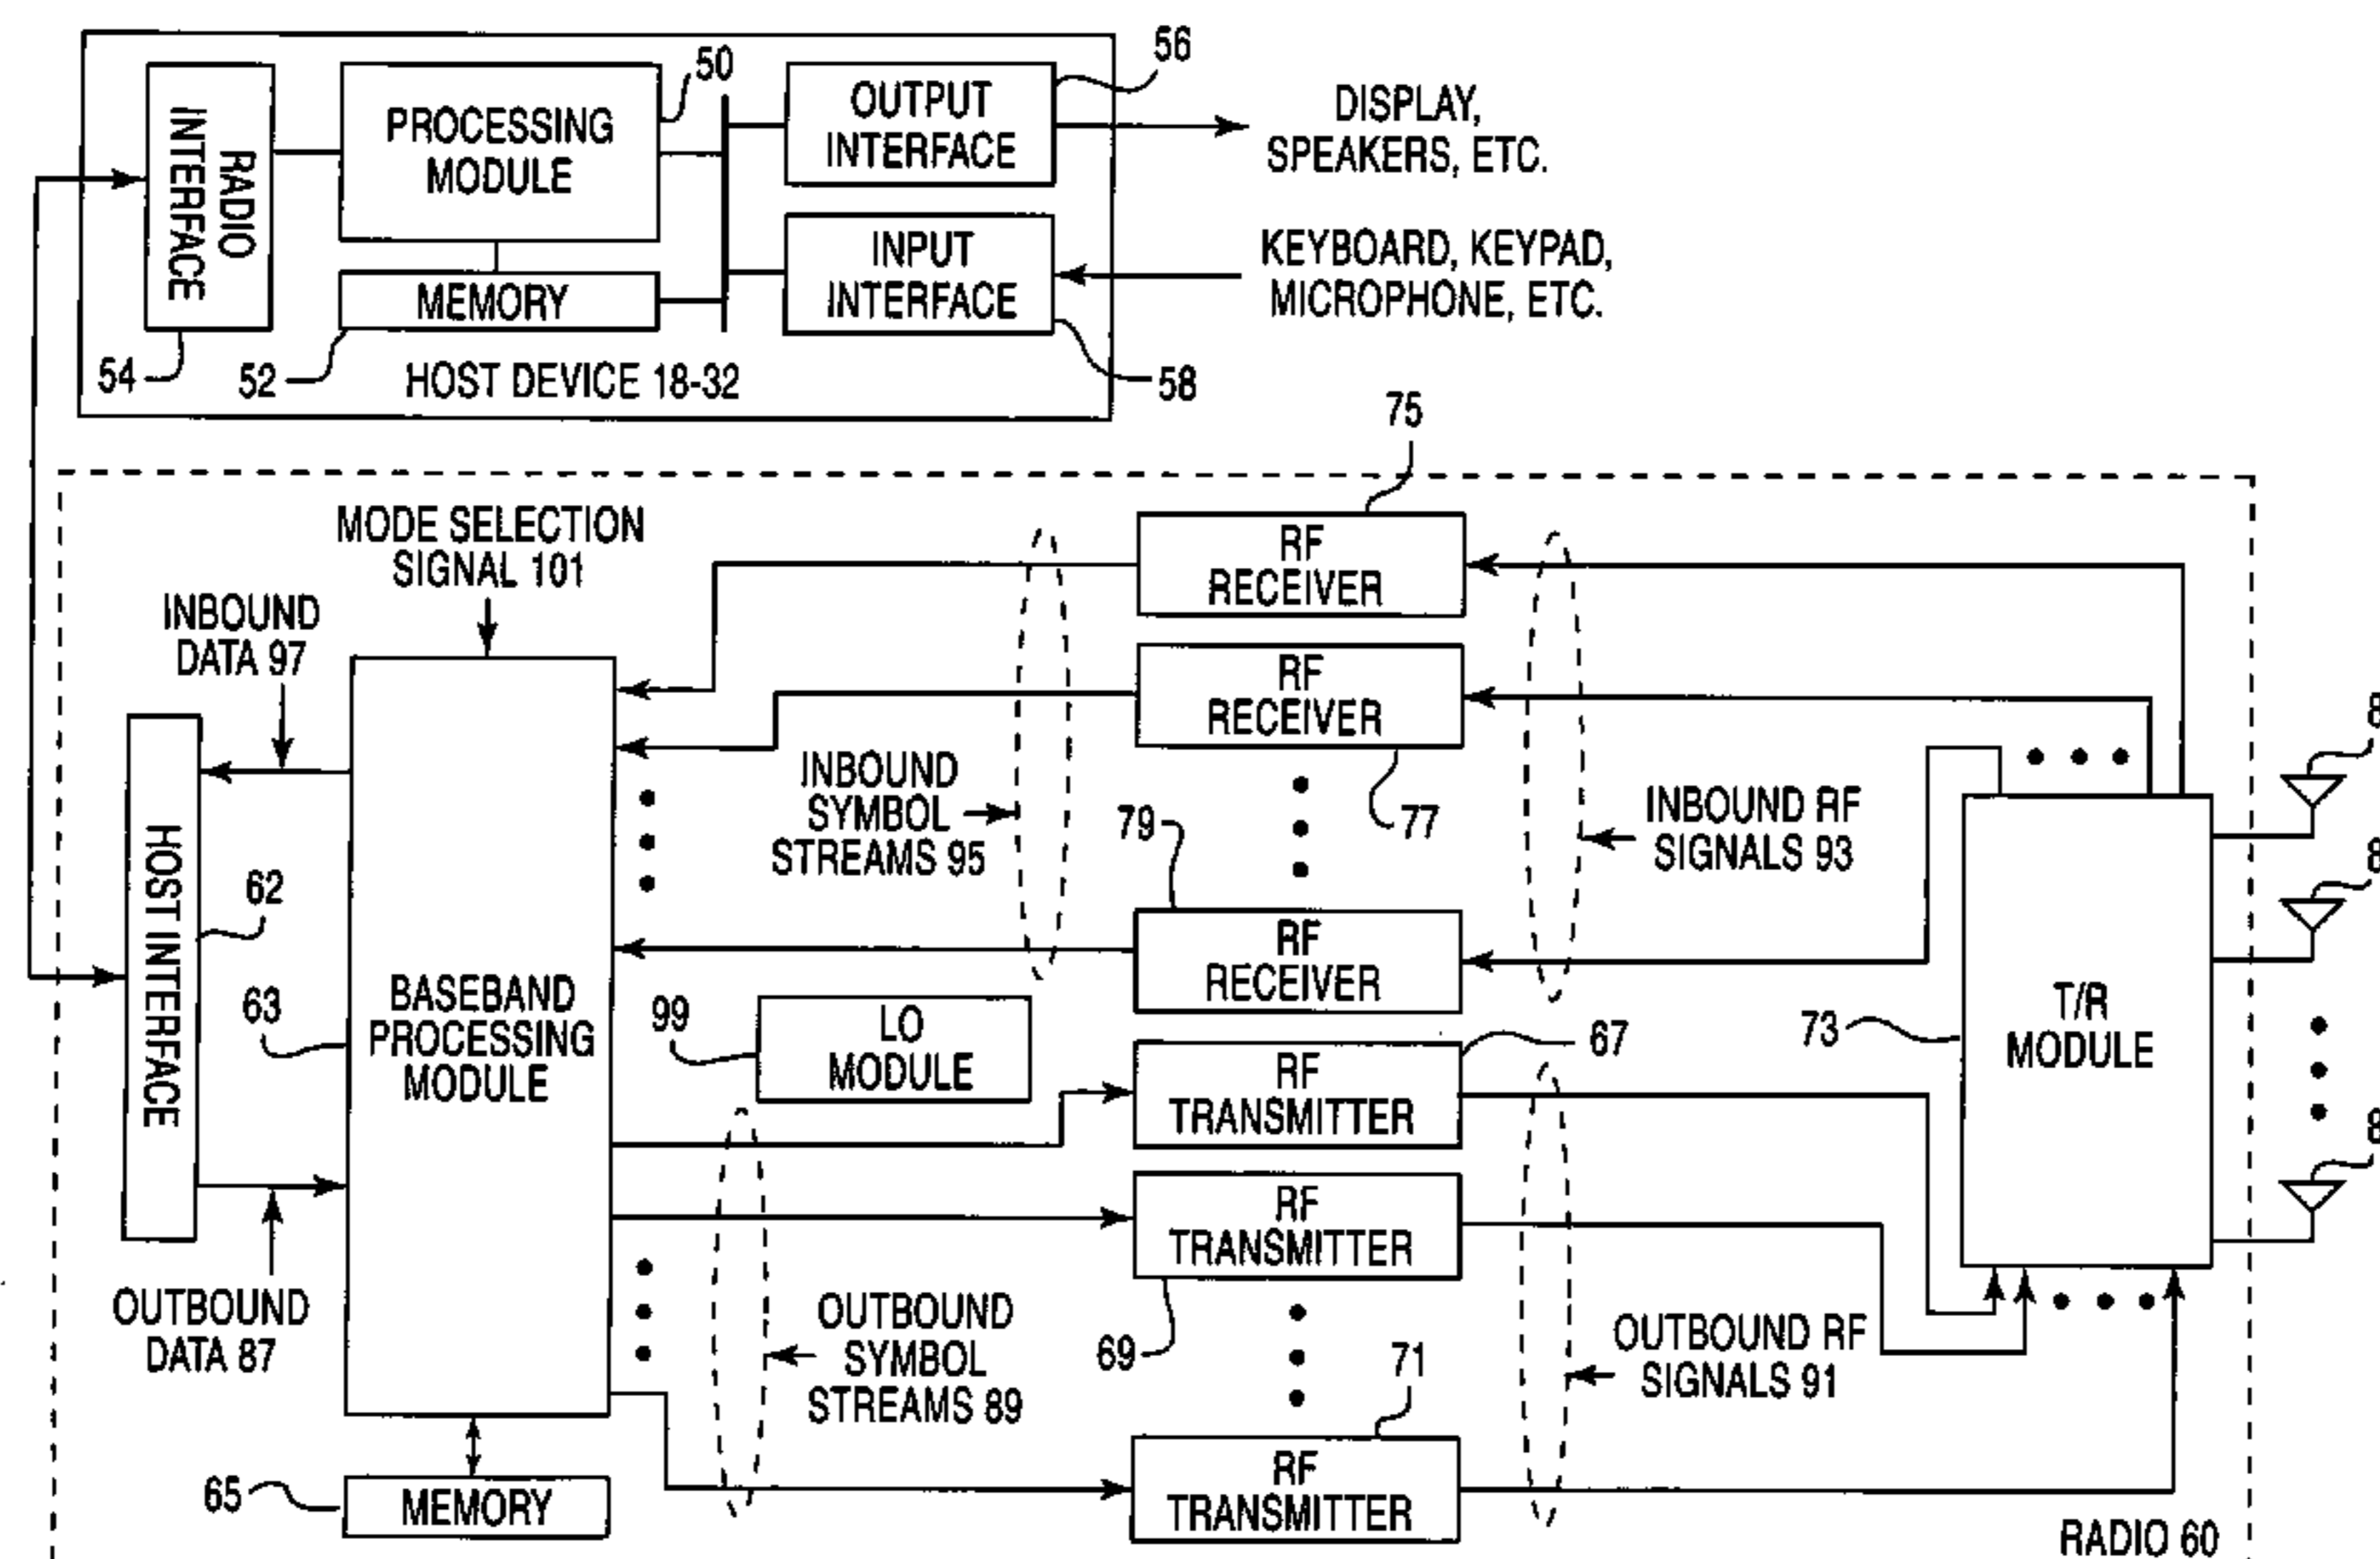 50
56
RADIO
INTERFACE
PROCESSING
MODULE
OUTPUT
INTERFACE
DISPLAY,
SPEAKERS, ETC.
INPUT
INTERFACE
KEYBOARD, KEYPAD,
MICROPHONE, ETC.
MEMORY
54
52
HOST DEVICE 18-32
58
75
MODE SELECTION
SIGNAL 101
RF
RECEIVER
INBOUND
DATA 97
RF
RECEIVER
77
INBOUND
SYMBOL
STREAMS 95
79
INBOUND RF
SIGNALS 93
8
8
HOST INTERFACE
62
63
BASEBAND
PROCESSING
MODULE
RF
RECEIVER
99
LO
MODULE
67
73
T/R
MODULE
RF
TRANSMITTER
8
RF
TRANSMITTER
69
OUTBOUND
DATA 87
OUTBOUND
SYMBOL
STREAMS 89
71
OUTBOUND RF
SIGNALS 91
65
MEMORY
RF
TRANSMITTER
RADIO 60